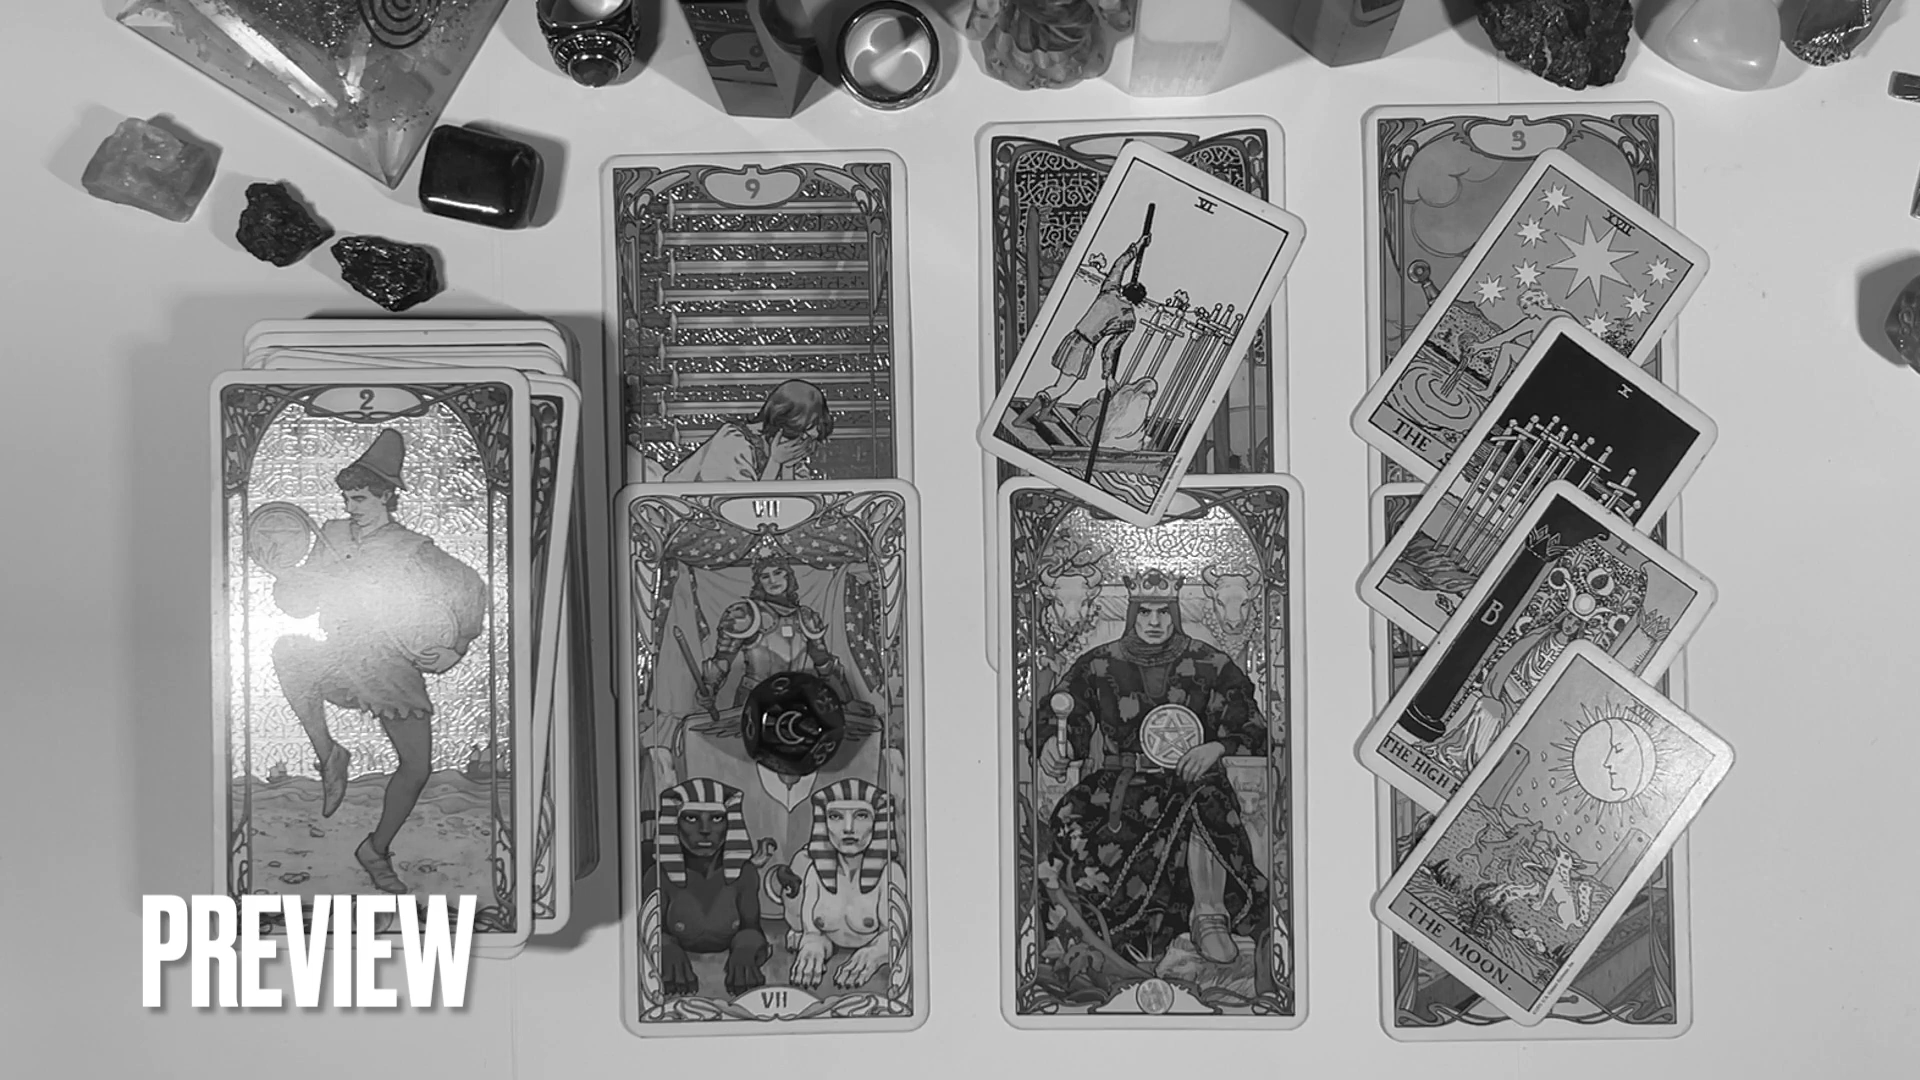 9
VI
3
XVII
THE
X
2
VII
B
II
THE HIGH
XVIII
THE MOON.
VII
PREVIEW